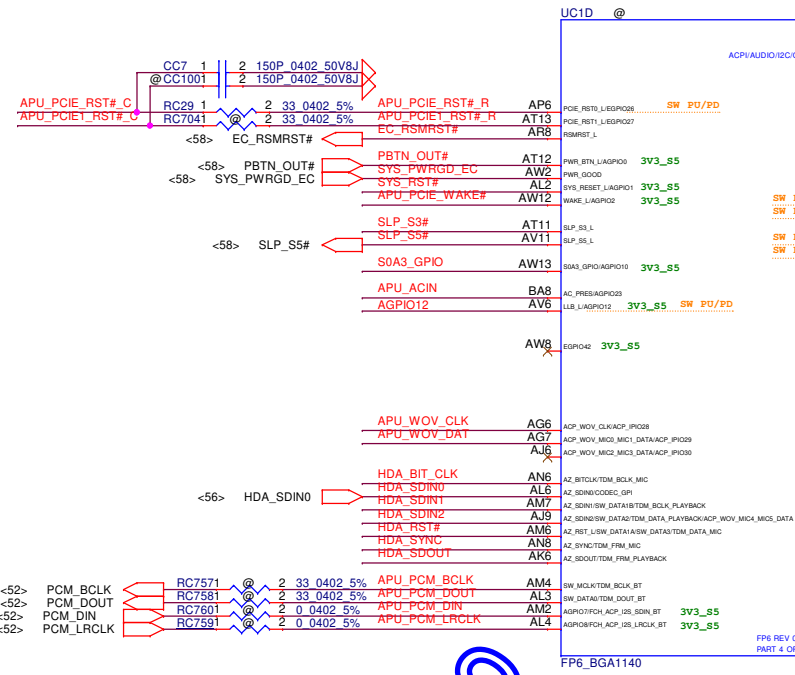 UC1D @
ACPI/AUDIO/I2C/
CC7 1 2 150P_0402_50V8J
@ CC1001 2 150P_0402_50V8J
APU_PCIE_RST#_C RC29 1 2 33_0402_5% APU_PCIE_RST#_R AP6 PCIE_RST0_L/EGPIO26 SW PU/PD
APU_PCIE1_RST#_C RC7041 @ 2 33_0402_5% APU_PCIE1_RST#_R AT13 PCIE_RST1_L/EGPIO27
<58> EC_RSMRST# EC_RSMRST# AR8 RSMRST_L
<58> PBTN_OUT# PBTN_OUT# AT12 PWR_BTN_L/AGPIO0 3V3_S5
<58> SYS_PWRGD_EC SYS_PWRGD_EC AW2 PWR_GOOD
SYS_RST# AL2 SYS_RESET_L/AGPIO1 3V3_S5
APU_PCIE_WAKE# AW12 WAKE_L/AGPIO2 3V3_S5
SW
SW
SLP_S3# AT11 SLP_S3_L
<58> SLP_S5# SLP_S5# AV11 SLP_S5_L
SW
SW
S0A3_GPIO AW13 S0A3_GPIO/AGPIO10 3V3_S5
APU_ACIN BA8 AC_PRES/AGPIO23
AGPIO12 AV6 LLB_L/AGPIO12 3V3_S5 SW PU/PD
AW8 EGPIO42 3V3_S5
APU_WOV_CLK AG6 ACP_WOV_CLK/ACP_IPIO28
APU_WOV_DAT AG7 ACP_WOV_MIC0_MIC1_DATA/ACP_IPIO29
AJ6 ACP_WOV_MIC2_MIC3_DATA/ACP_IPIO30
HDA_BIT_CLK AN6 AZ_BITCLK/TDM_BCLK_MIC
<56> HDA_SDIN0 HDA_SDIN0 AL6 AZ_SDIN0/CODEC_GPI
HDA_SDIN1 AM7 AZ_SDIN1/SW_DATA1B/TDM_BCLK_PLAYBACK
HDA_SDIN2 AJ9 AZ_SDIN2/SW_DATA2/TDM_DATA_PLAYBACK/ACP_WOV_MIC4_MIC5_DATA
HDA_RST# AM6 AZ_RST_L/SW_DATA1A/SW_DATA3/TDM_DATA_MIC
HDA_SYNC AN8 AZ_SYNC/TDM_FRM_MIC
HDA_SDOUT AK6 AZ_SDOUT/TDM_FRM_PLAYBACK
<52> PCM_BCLK RC7571 @ 2 33_0402_5% APU_PCM_BCLK AM4 SW_MCLK/TDM_BCLK_BT
<52> PCM_DOUT RC7581 @ 2 33_0402_5% APU_PCM_DOUT AL3 SW_DATA0/TDM_DOUT_BT
<52> PCM_DIN RC7601 @ 2 0_0402_5% APU_PCM_DIN AM2 AGPIO7/FCH_ACP_I2S_SDIN_BT 3V3_S5
<52> PCM_LRCLK RC7591 @ 2 0_0402_5% APU_PCM_LRCLK AL4 AGPIO8/FCH_ACP_I2S_LRCLK_BT 3V3_S5
FP6 REV
PART 4
FP6_BGA1140